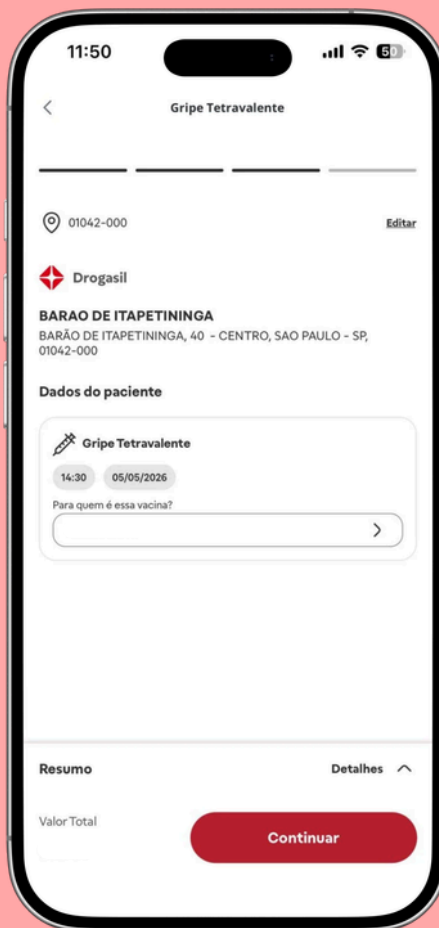 11:50
50
Gripe Tetravalente
01042-000
Editar
Drogasil
BARAO DE ITAPETININGA
BARÃO DE ITAPETININGA, 40 - CENTRO, SAO PAULO - SP,
01042-000
Dados do paciente
Gripe Tetravalente
14:30 05/05/2026
Para quem é essa vacina?
Resumo
Detalhes
Valor Total
Continuar